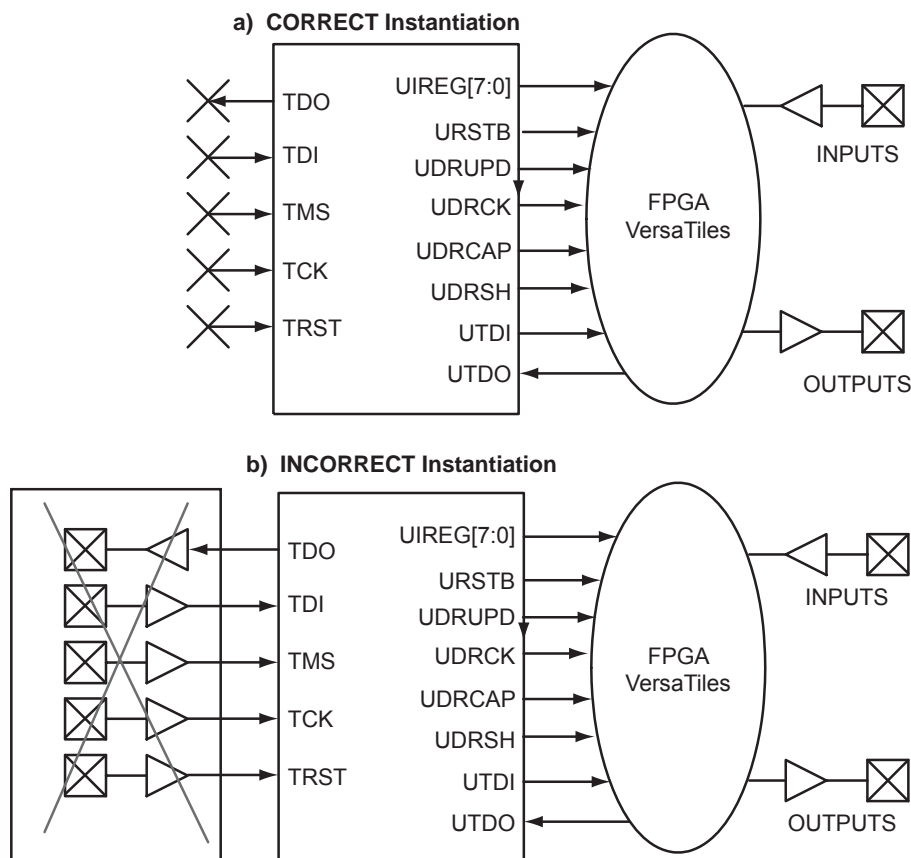 a) CORRECT Instantiation
TDO
TDI
TMS
TCK
TRST
UIREG[7:0]
URSTB
UDRUPD
UDRCK
UDRCAP
UDRSH
UTDI
UTDO
FPGA
VersaTiles
INPUTS
OUTPUTS
b) INCORRECT Instantiation
TDO
TDI
TMS
TCK
TRST
UIREG[7:0]
URSTB
UDRUPD
UDRCK
UDRCAP
UDRSH
UTDI
UTDO
FPGA
VersaTiles
INPUTS
OUTPUTS